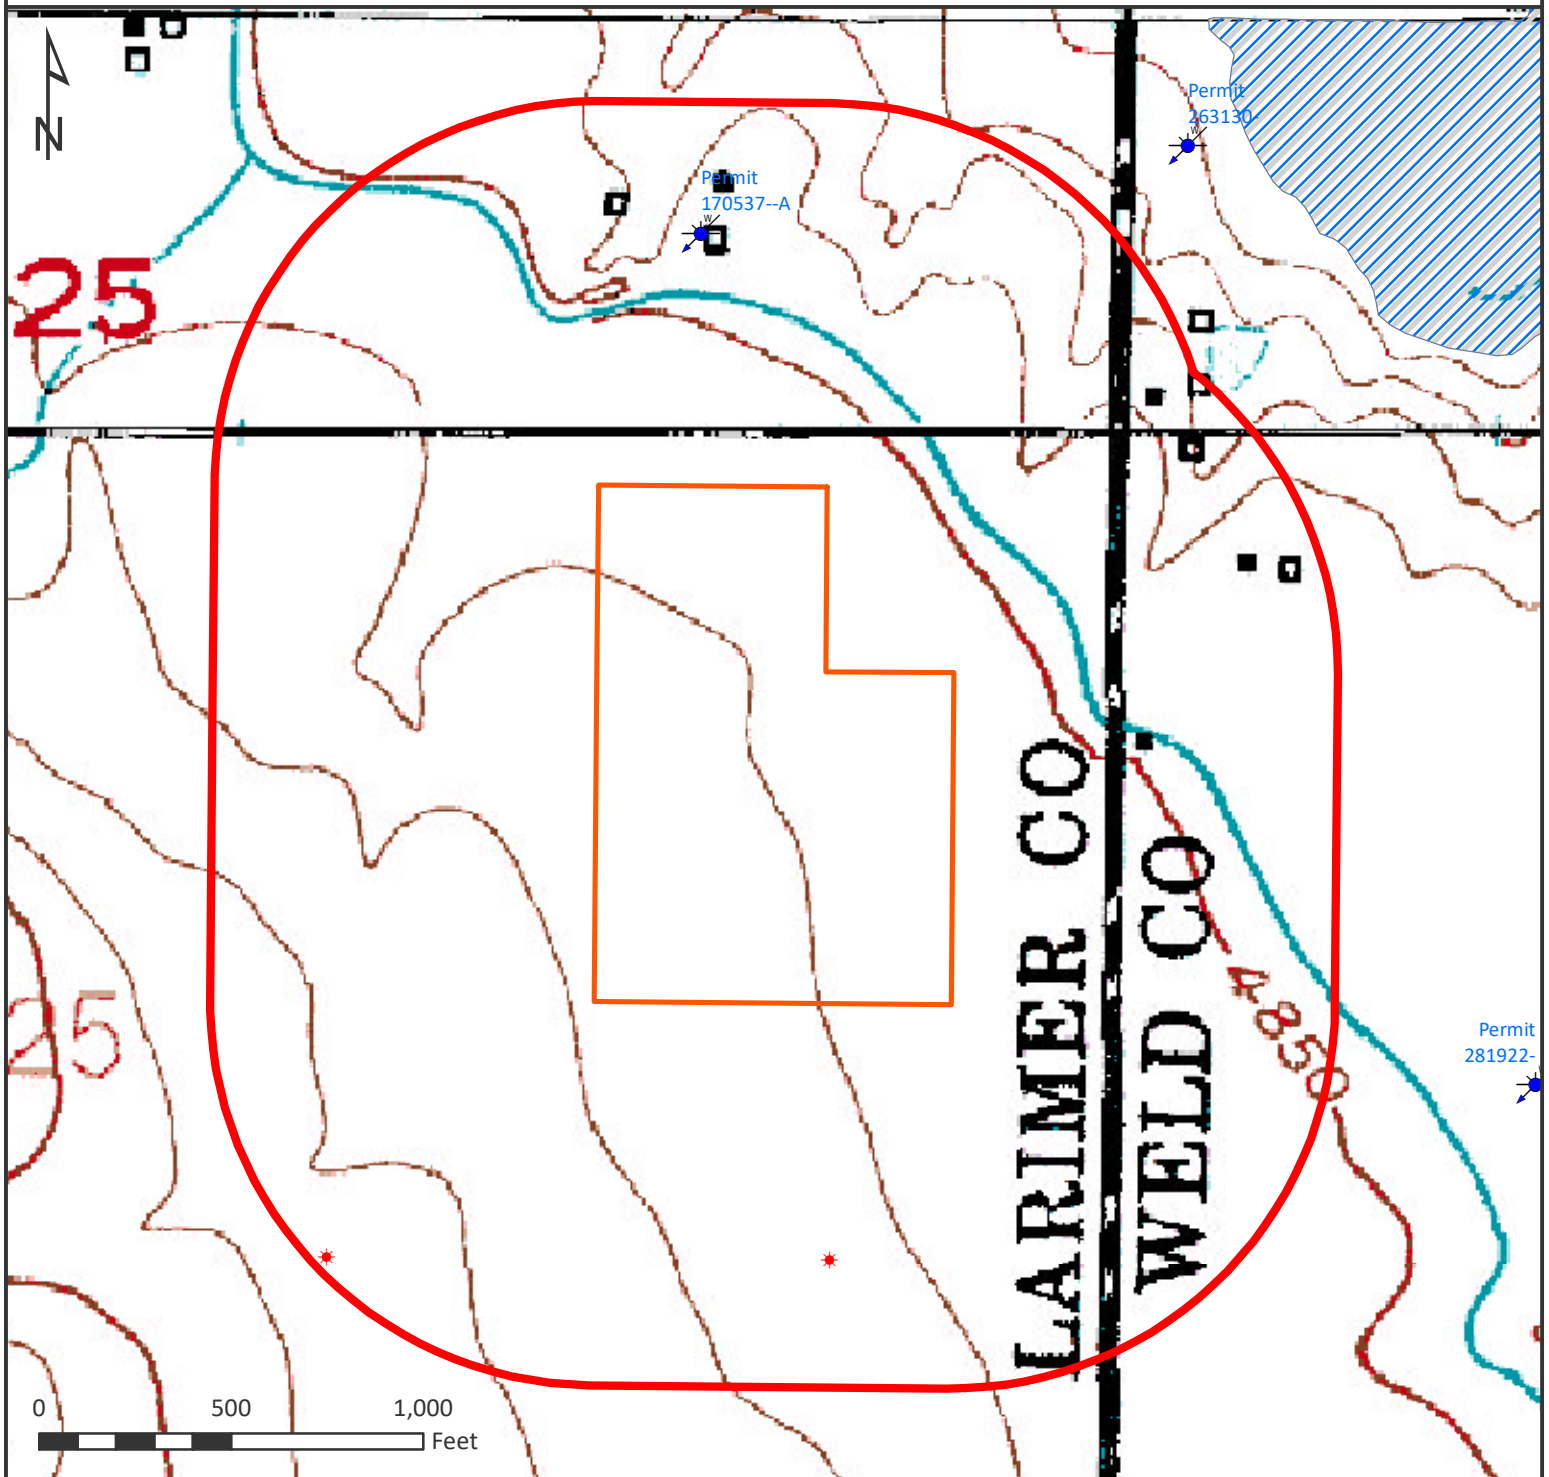 N
Permit
263130-
W
Permit
170537--A
W
25
LARIMER CO
WELD CO
4850
25
Permit
281922-
0 500 1,000
Feet